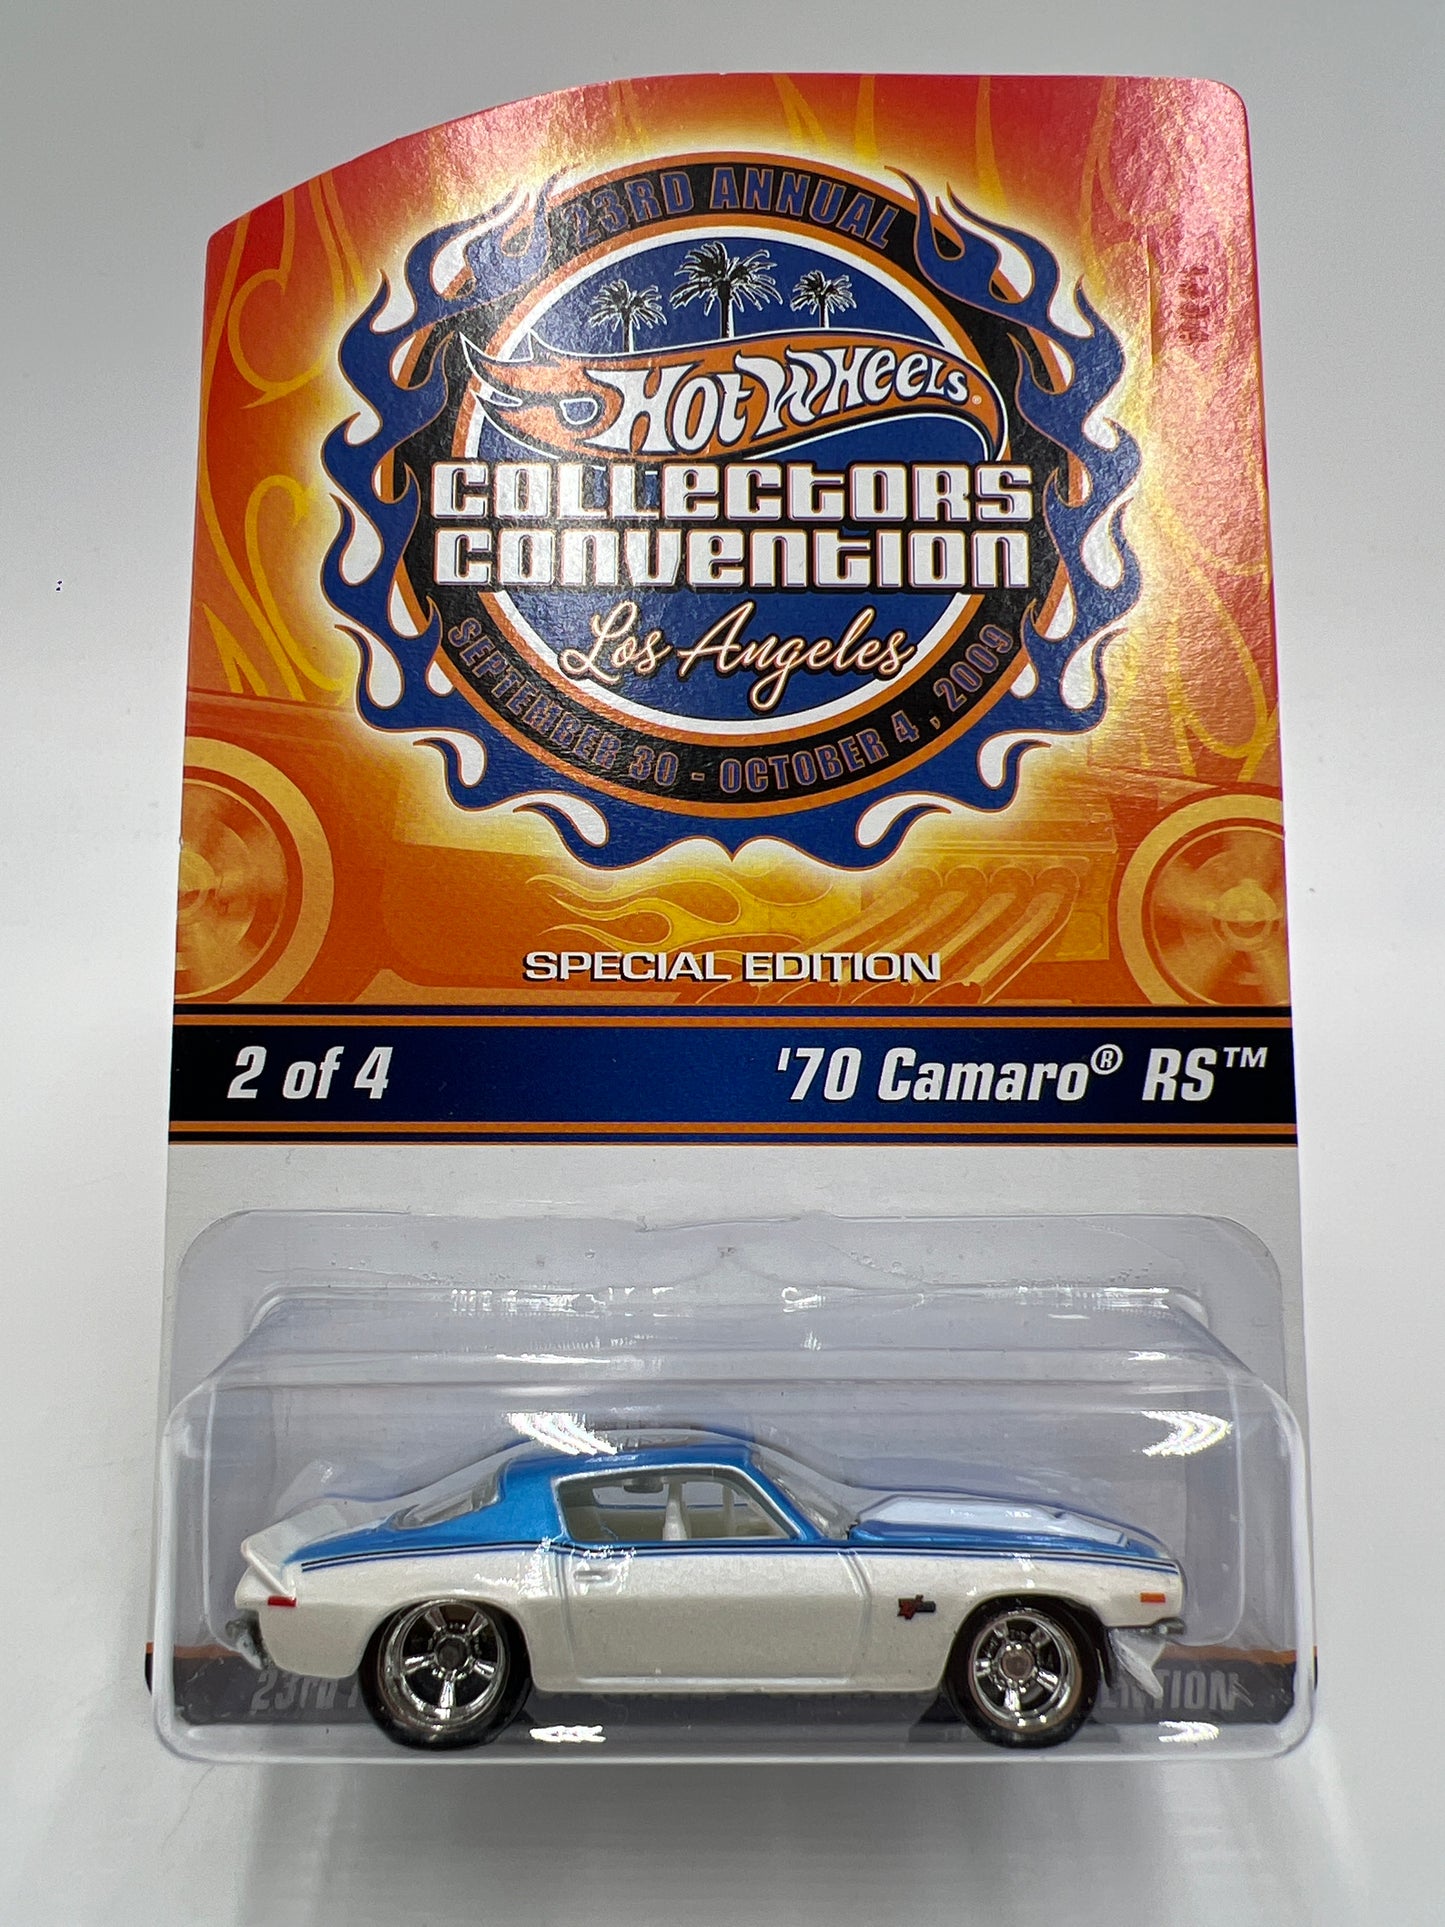 23RD ANNUAL
HOT WHEELS®
COLLECTORS
CONVENTION
Los Angeles
SEPTEMBER 30 - OCTOBER 4, 2009
SPECIAL EDITION
2 of 4
'70 Camaro® RS™
23rd